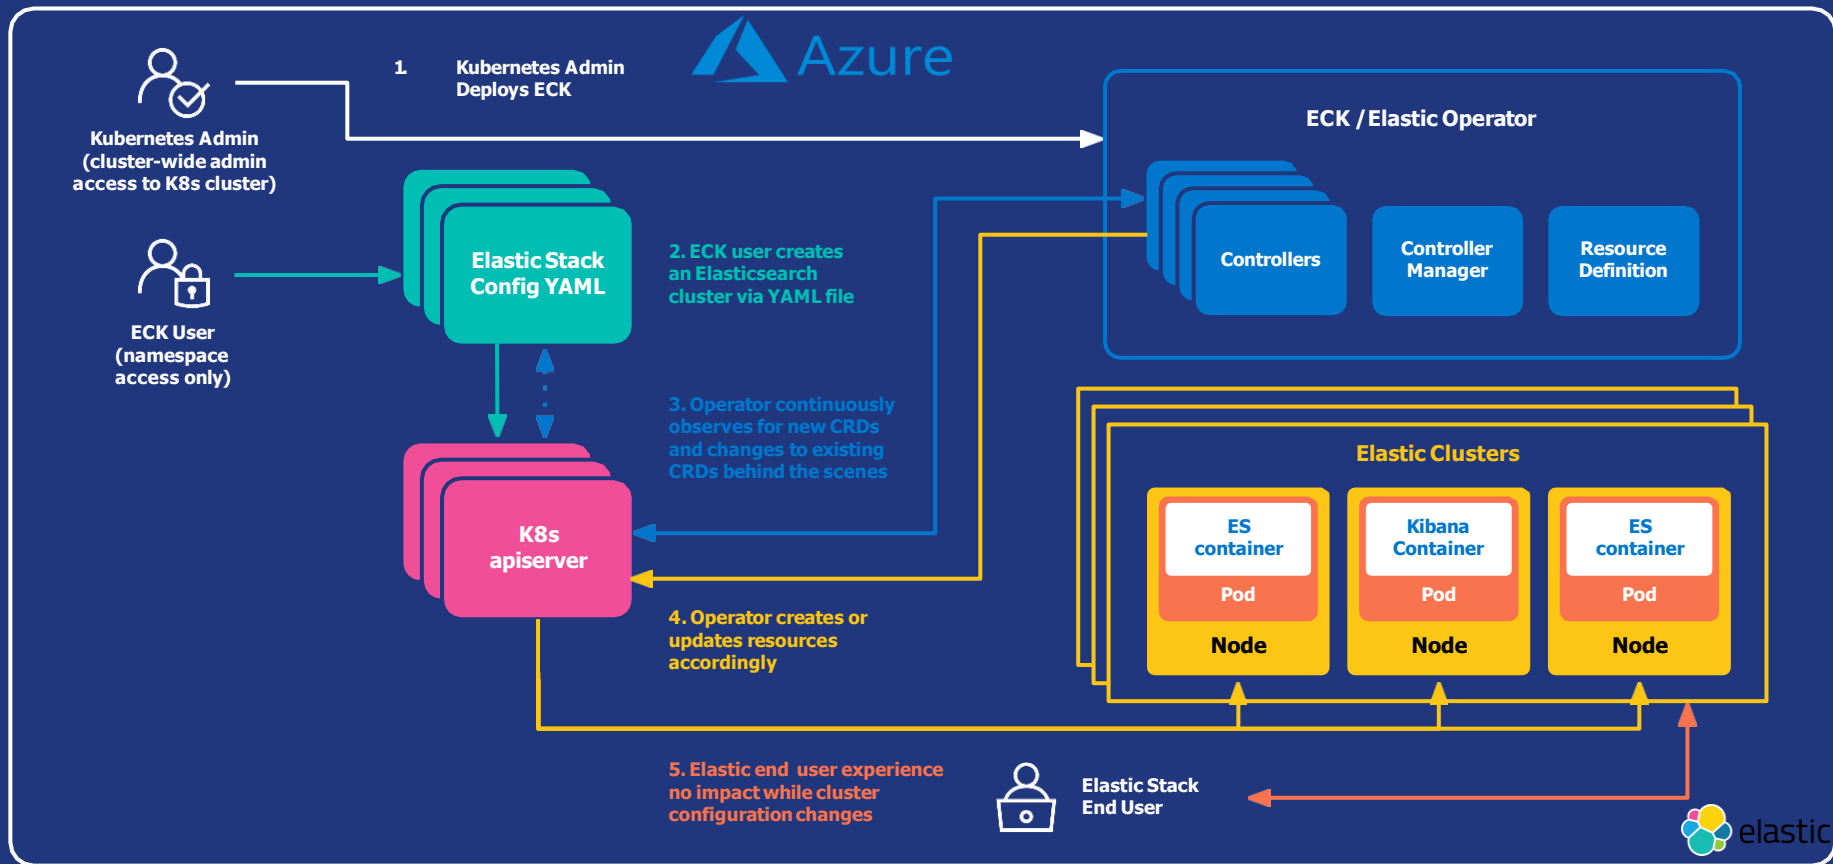 Azure
1. Kubernetes Admin
Deploys ECK
Kubernetes Admin
(cluster-wide admin
access to K8s cluster)
ECK User
(namespace
access only)
Elastic Stack
Config YAML
2. ECK user creates
an Elasticsearch
cluster via YAML file
3. Operator continuously
observes for new CRDs
and changes to existing
CRDs behind the scenes
K8s
apiserver
4. Operator creates or
updates resources
accordingly
5. Elastic end user experience
no impact while cluster
configuration changes
Elastic Stack
End User
ECK / Elastic Operator
Controllers
Controller
Manager
Resource
Definition
Elastic Clusters
ES
container
Pod
Node
Kibana
Container
Pod
Node
ES
container
Pod
Node
elastic